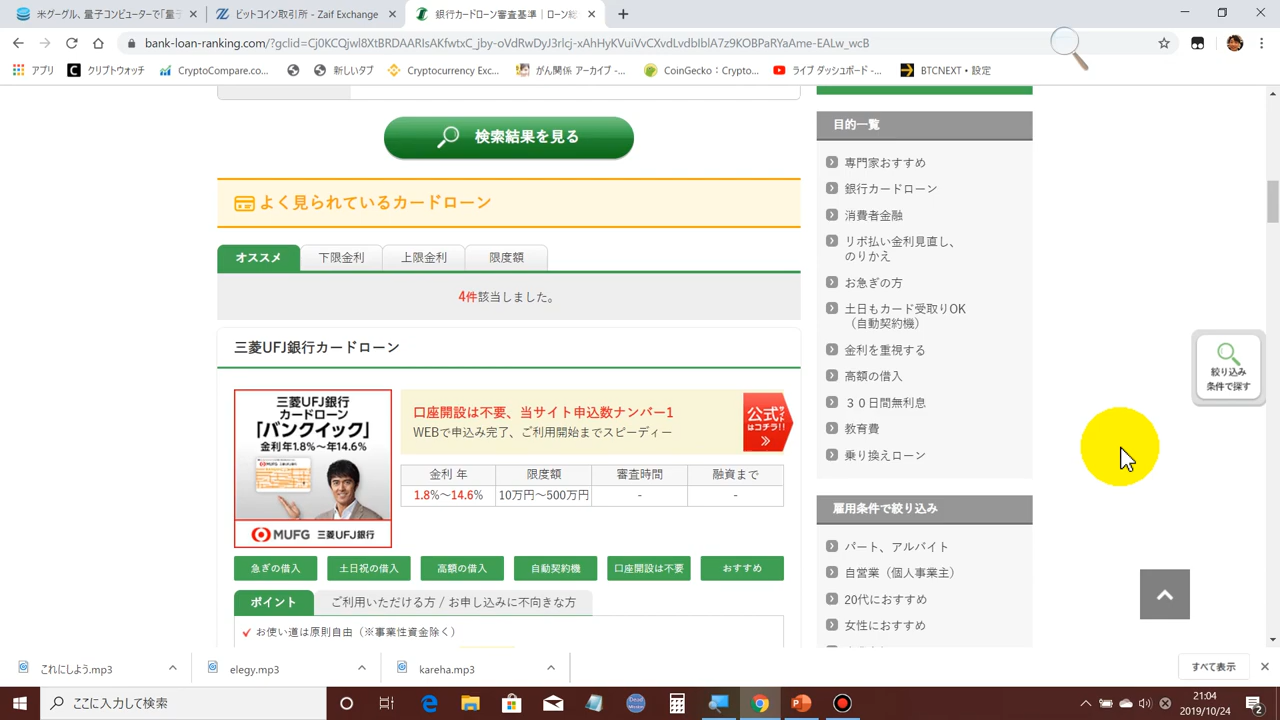 米グーグル、量子コンピュータで「量子
ビットコイン取引所 - Zaif Exchange
銀行カードローン審査基準｜ローン総
bank-loan-ranking.com/?gclid=
アプリ
クリプトウォッチ
CryptoCompare.co...
新しいタブ
Cryptocurrency Exc...
がん関係 アーカイブ - ...
CoinGecko：Crypto...
ライブ ダッシュボード -...
BTCNEXT・設定
検索結果を見る
よく見られているカードローン
オススメ
下限金利
上限金利
限度額
4件該当しました。
三菱UFJ銀行カードローン
三菱UFJ銀行
カードローン
「バンクイック」
金利年1.8%～年14.6%
MUFG 三菱UFJ銀行
口座開設は不要、当サイト申込数ナンバー1
WEBで申込み完了、ご利用開始までスピーディー
公式サイト
はコチラ!!
金利 年 限度額 審査時間 融資まで
1.8%～14.6% 10万円～500万円 - -
急ぎの借入
土日祝の借入
高額の借入
自動契約機
口座開設は不要
おすすめ
ポイント
ご利用いただける方 / お申し込みに不向きな方
お使い道は原則自由（※事業性資金除く）
目的一覧
専門家おすすめ
銀行カードローン
消費者金融
リボ払い金利見直し、
のりかえ
お急ぎの方
土日もカード受取りOK
（自動契約機）
金利を重視する
高額の借入
３０日間無利息
教育費
乗り換えローン
雇用条件で絞り込み
パート、アルバイト
自営業（個人事業主）
20代におすすめ
女性におすすめ
絞り込み
条件で探す
これにしよう.mp3
elegy.mp3
kareha.mp3
すべて表示
ここに入力して検索
21:04
2019/10/24
2